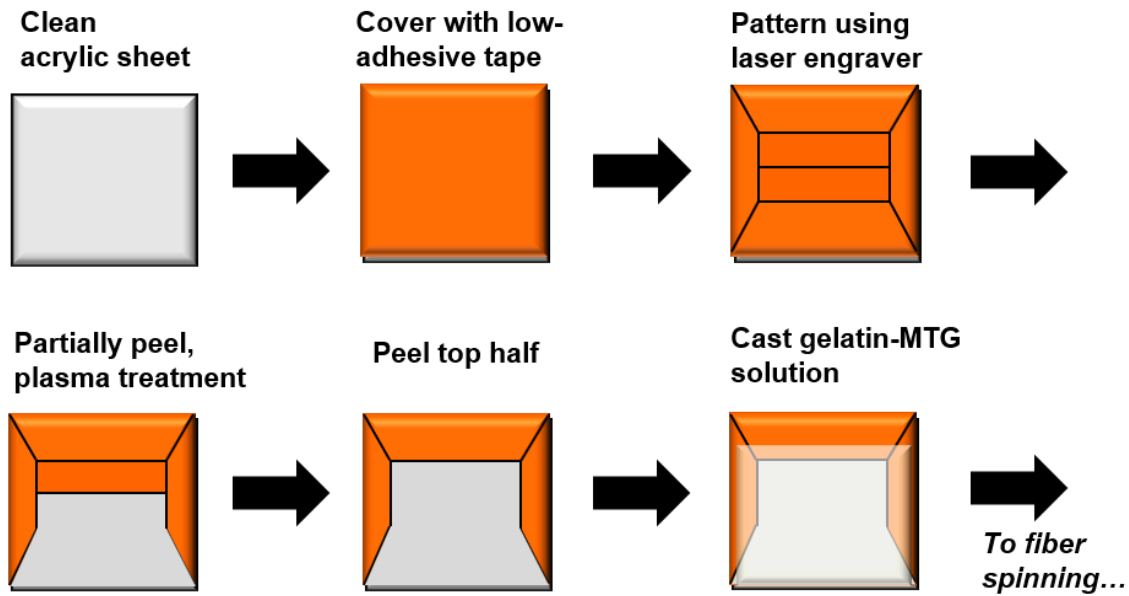 Clean
acrylic sheet
Cover with low-
adhesive tape
Pattern using
laser engraver
Partially peel,
plasma treatment
Peel top half
Cast gelatin-MTG
solution
To fiber
spinning...